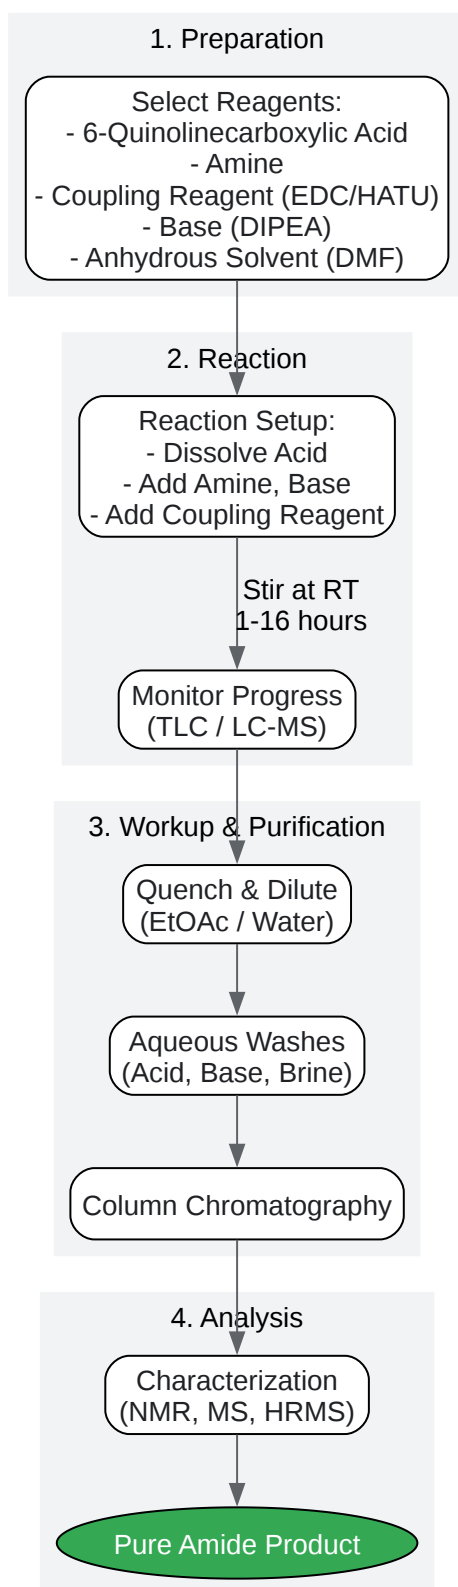 1. Preparation
Select Reagents:
- 6-Quinolinecarboxylic Acid
- Amine
- Coupling Reagent (EDC/HATU)
- Base (DIPEA)
- Anhydrous Solvent (DMF)
2. Reaction
Reaction Setup:
- Dissolve Acid
- Add Amine, Base
- Add Coupling Reagent
Stir at RT
1-16 hours
Monitor Progress
(TLC / LC-MS)
3. Workup & Purification
Quench & Dilute
(EtOAc / Water)
Aqueous Washes
(Acid, Base, Brine)
Column Chromatography
4. Analysis
Characterization
(NMR, MS, HRMS)
Pure Amide Product